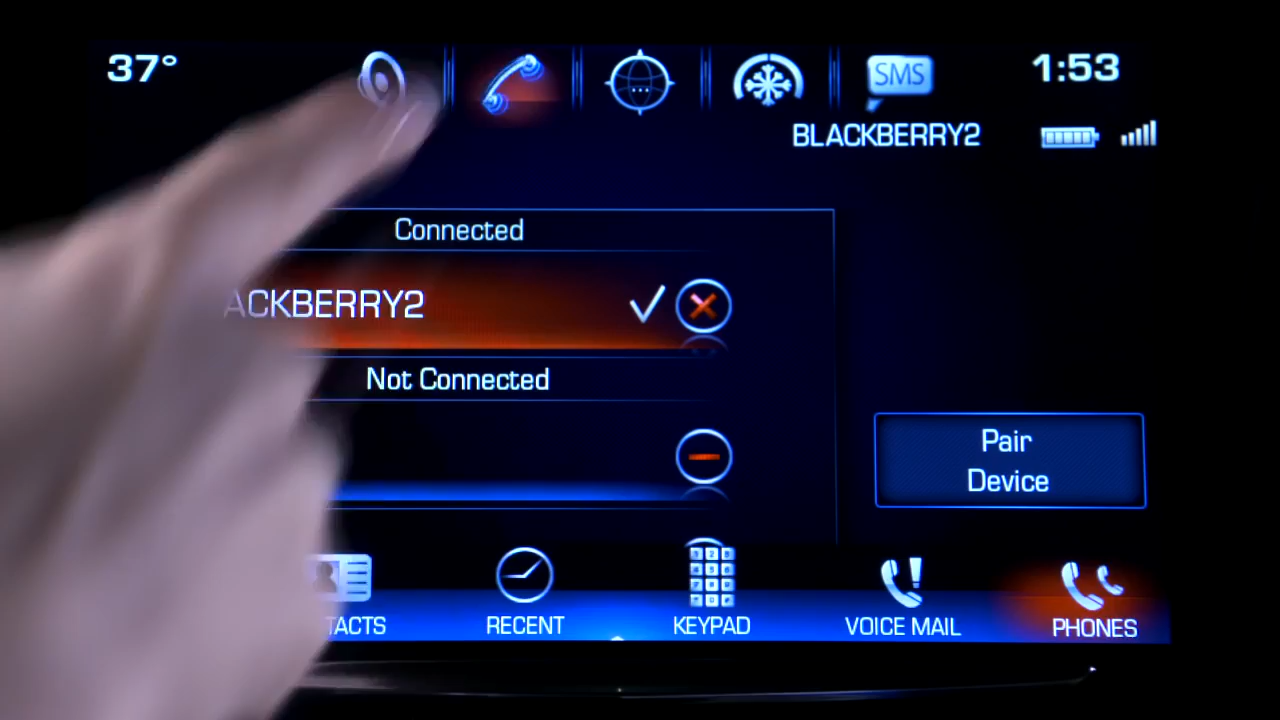 37°
SMS
1:53
BLACKBERRY2
Connected
ACKBERRY2
Not Connected
Pair
Device
TACTS
RECENT
KEYPAD
VOICE MAIL
PHONES